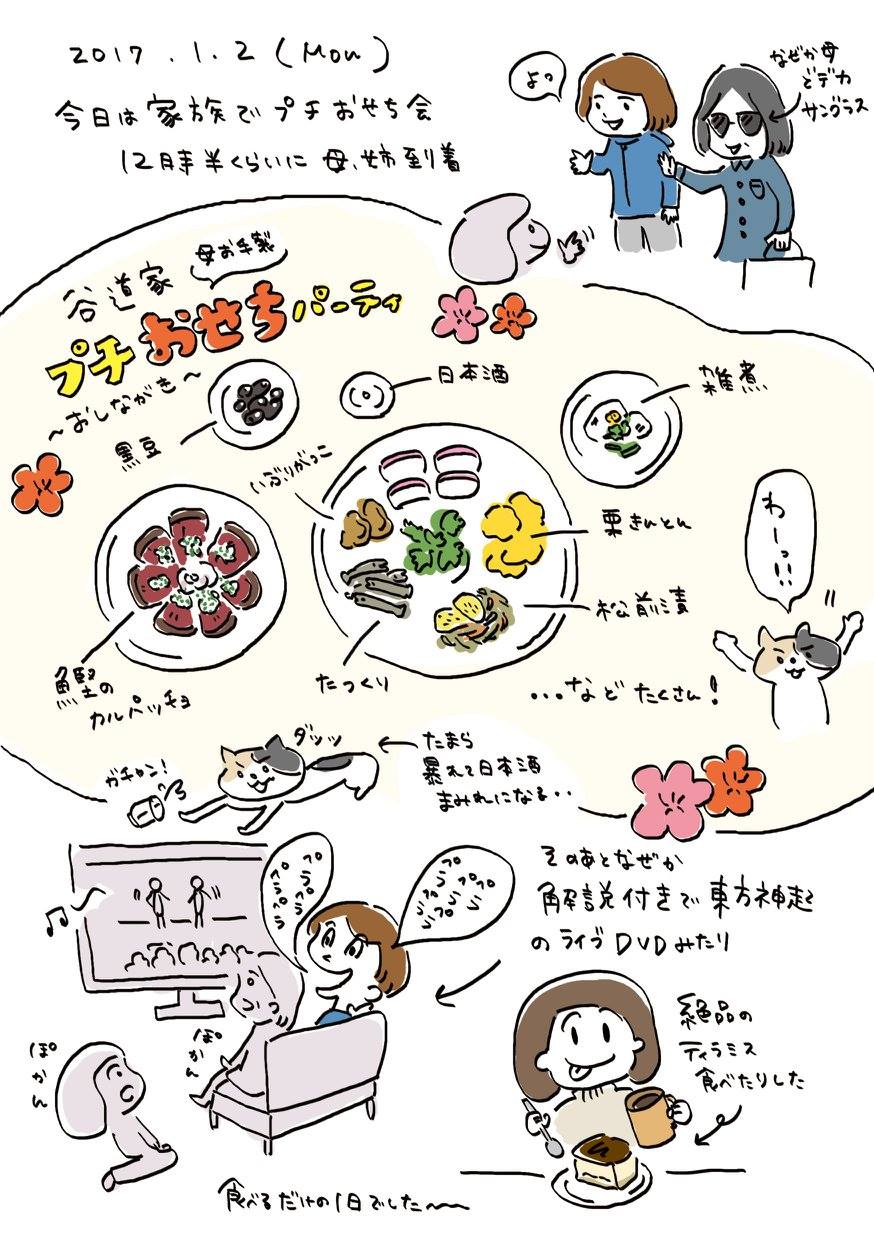 2017.1.2(Mon)
今日は家族でプチおせち会
12時半くらいに母、姉到着
よっ
なぜか母
どデカ
サングラス
谷道家
母お手製
プチおせちパーティ
〜おしながき〜
黒豆
日本酒
雑煮
いぶりがっこ
栗きんとん
松前漬
たつくり
鰹の
カルパッチョ
...などたくさん!
わーっ!!
ダッッ
ガチャン!
たまら
暴れて日本酒
まみれになる・・
そのあとなぜか
解説付きで東方神起
のライブDVDみたり
ペラペラペラペラ
ペラペラペラペラ
ぽかん
ぽかん
絶品の
ティラミス
食べたりした
食べるだけの1日でした〜〜